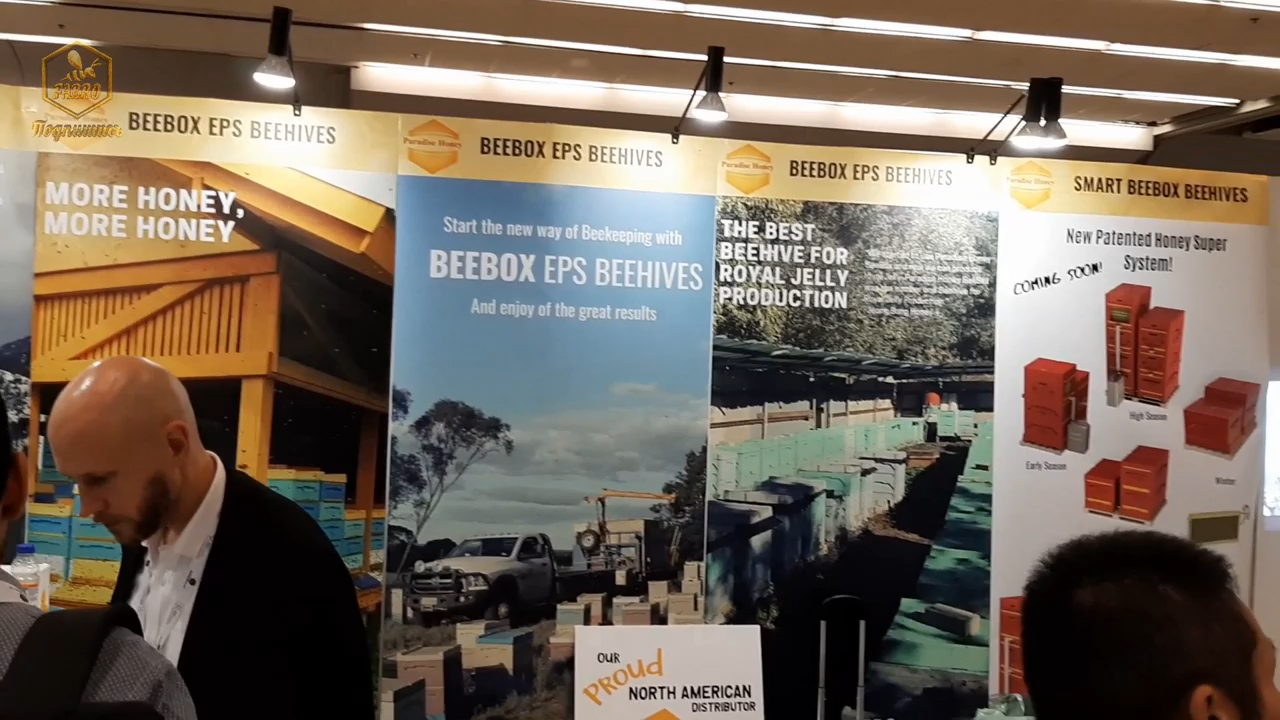 Подпишись
BEEBOX EPS BEEHIVES
MORE HONEY,
MORE HONEY
Paradise Honey
BEEBOX EPS BEEHIVES
Start the new way of Beekeeping with
BEEBOX EPS BEEHIVES
And enjoy of the great results
Paradise Honey
BEEBOX EPS BEEHIVES
THE BEST
BEEHIVE FOR
ROYAL JELLY
PRODUCTION
Paradise Honey
SMART BEEBOX BEEHIVES
New Patented Honey Super
System!
COMING SOON!
High Season
Early Season
Winter
OUR
PROUD
NORTH AMERICAN
DISTRIBUTOR